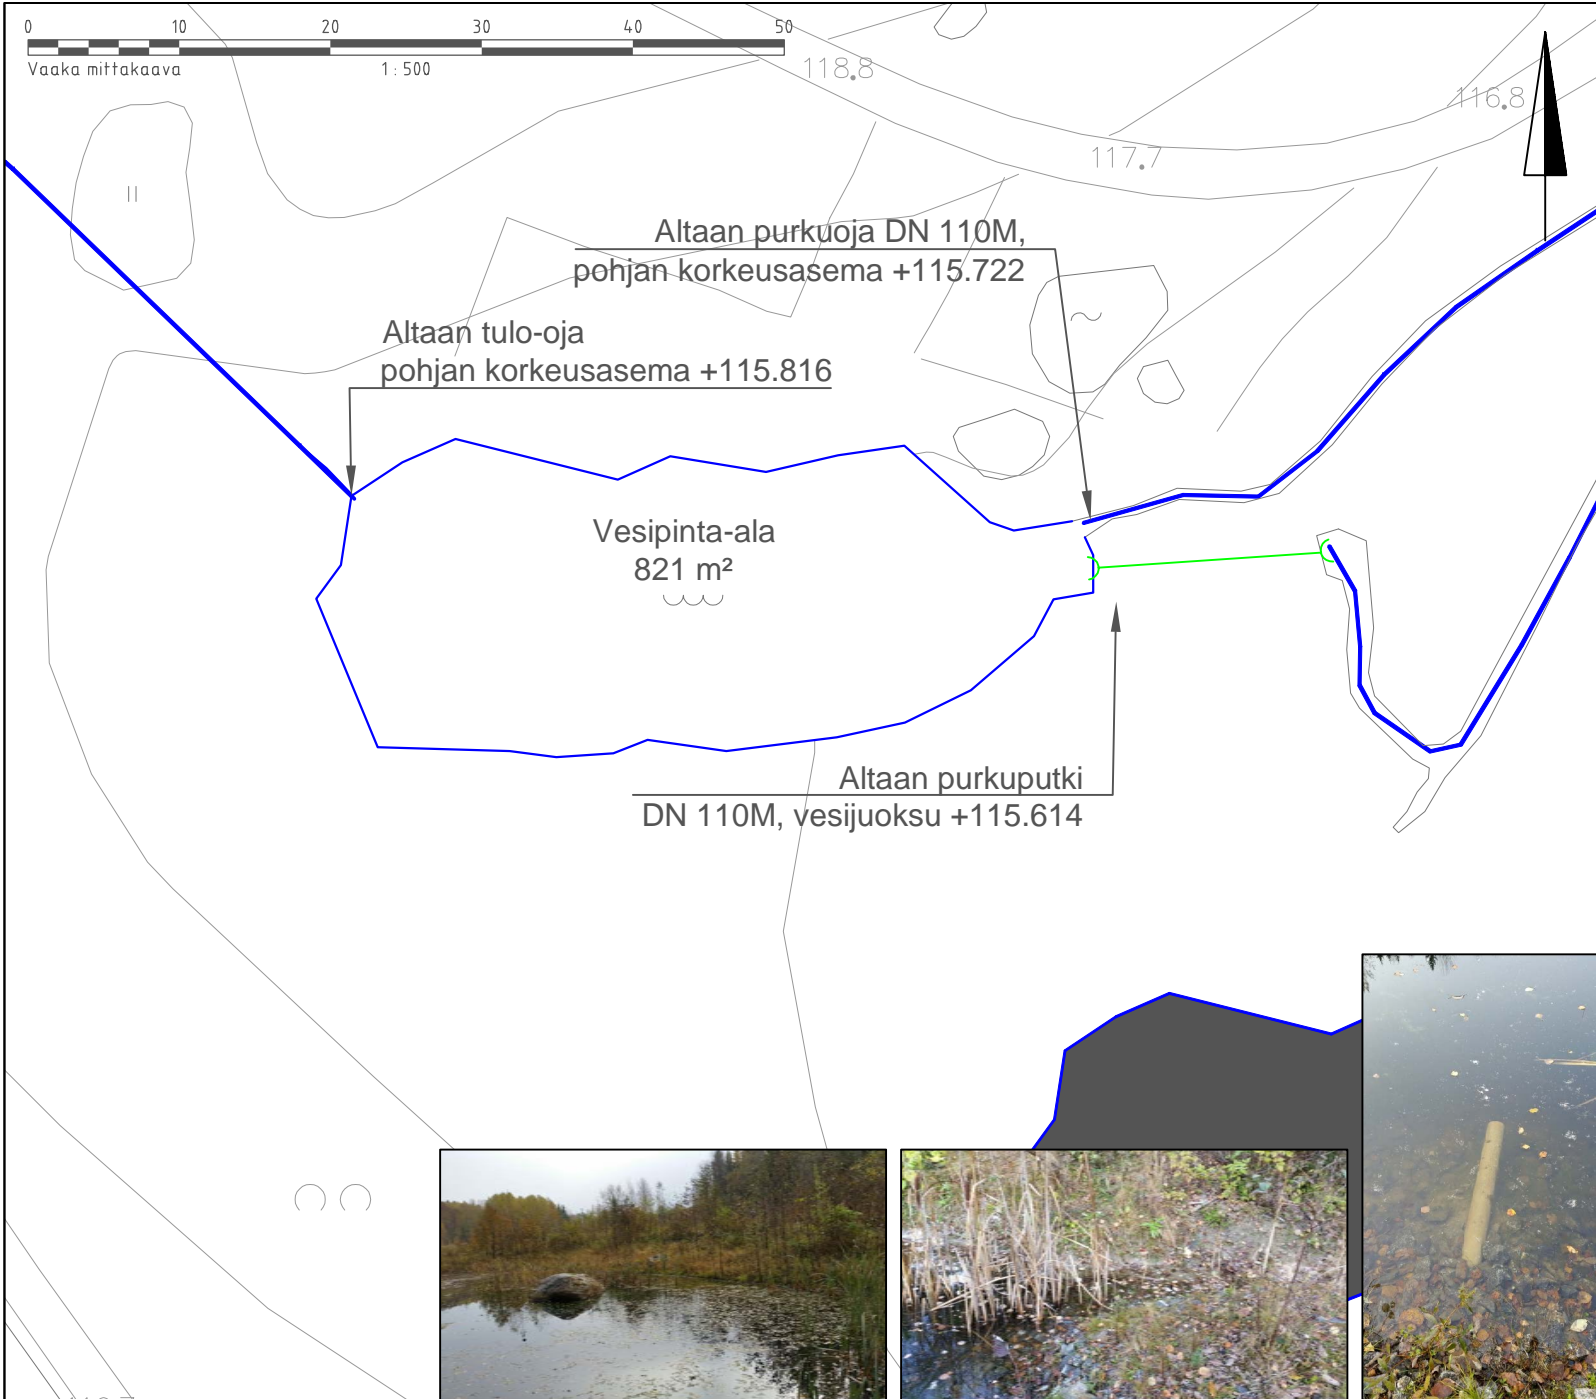 0 10 20 30 40 50
Vaaka mittakaava 1:500
118.8
116.8
117.7
Altaan purkuoja DN 110M,
pohjan korkeusasema +115.722
Altaan tulo-oja
pohjan korkeusasema +115.816
Vesipinta-ala
821 m²
Altaan purkuputki
DN 110M, vesijuoksu +115.614